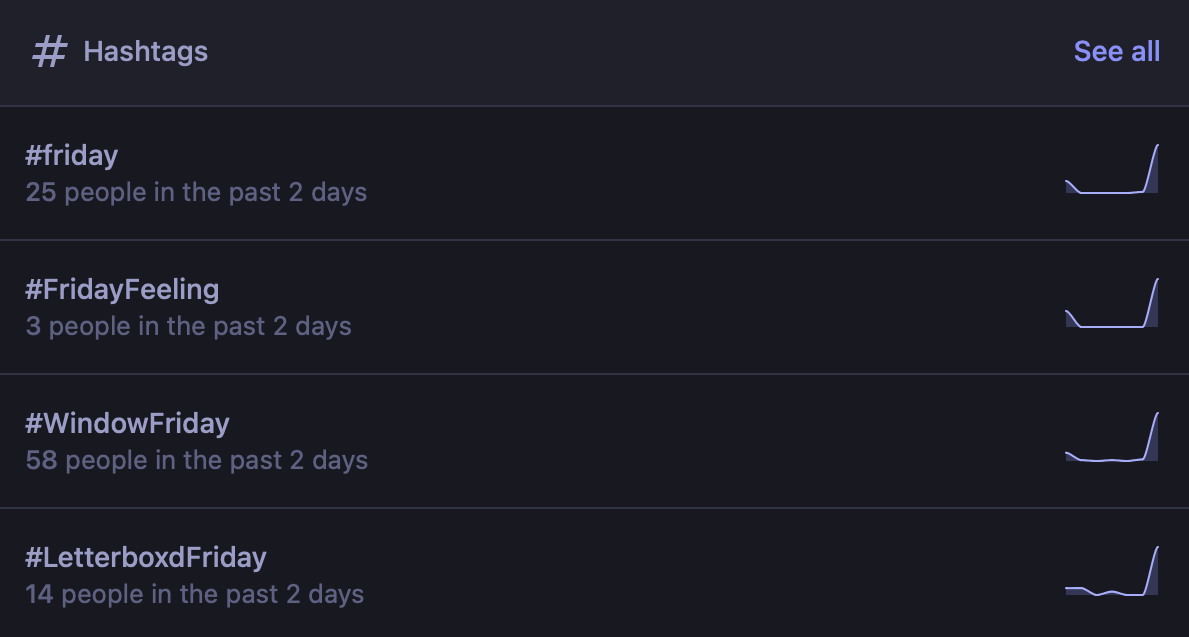 # Hashtags
See all
#friday
25 people in the past 2 days
#FridayFeeling
3 people in the past 2 days
#WindowFriday
58 people in the past 2 days
#LetterboxdFriday
14 people in the past 2 days